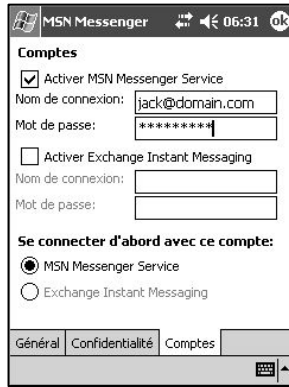 MSN Messenger 06:31 ok
Comptes
Activer MSN Messenger Service
Nom de connexion: jack@domain.com
Mot de passe: *********
Activer Exchange Instant Messaging
Nom de connexion:
Mot de passe:
Se connecter d'abord avec ce compte:
MSN Messenger Service
Exchange Instant Messaging
Général Confidentialité Comptes